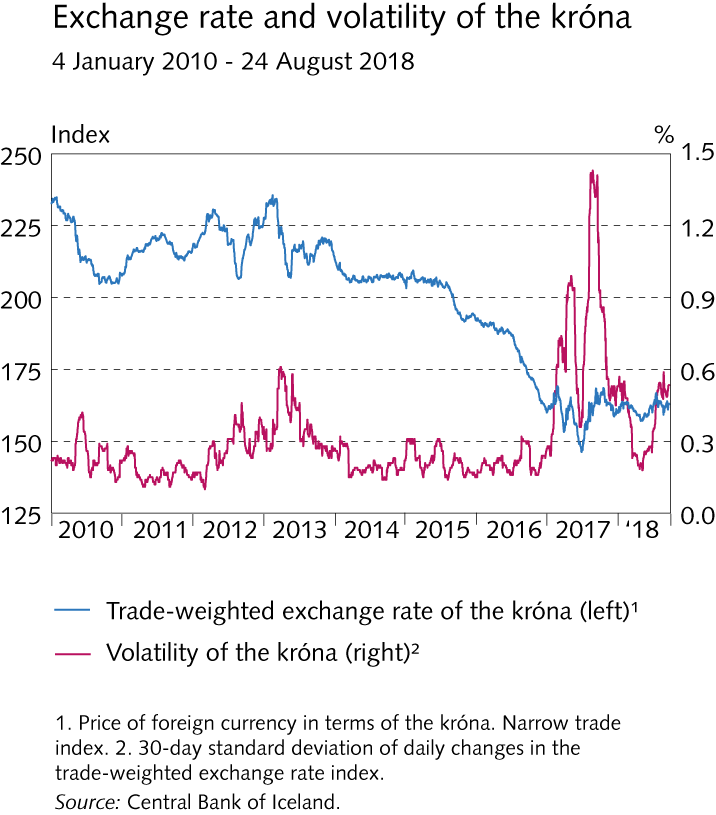 Exchange rate and volatility of the króna
4 January 2010 - 24 August 2018
Index
%
250
225
200
175
150
125
1.5
1.2
0.9
0.6
0.3
0.0
2010 2011 2012 2013 2014 2015 2016 2017 '18
Trade-weighted exchange rate of the króna (left)¹
Volatility of the króna (right)²
1. Price of foreign currency in terms of the króna. Narrow trade
index. 2. 30-day standard deviation of daily changes in the
trade-weighted exchange rate index.
Source: Central Bank of Iceland.